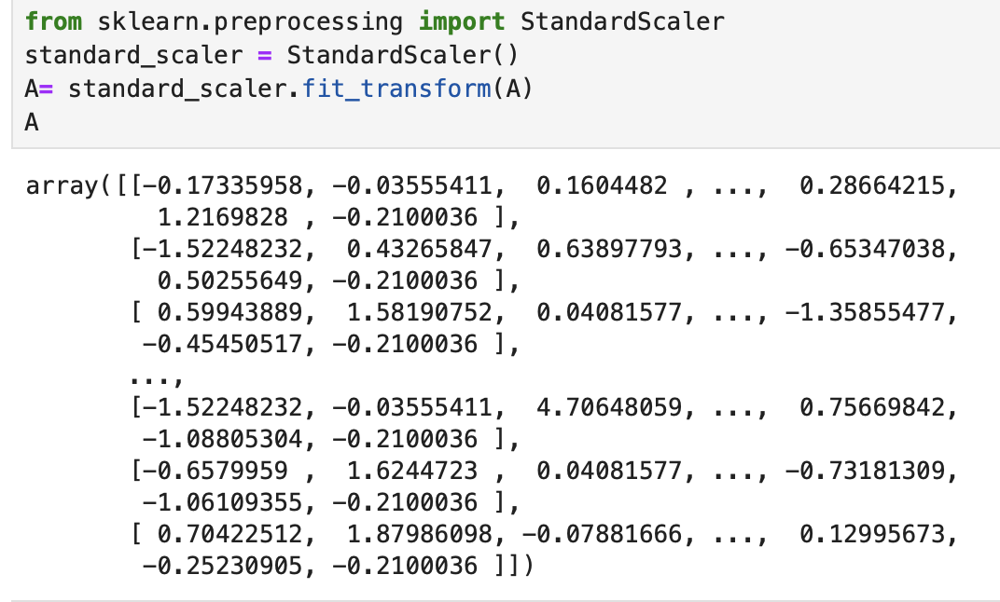 from sklearn.preprocessing import StandardScaler
standard_scaler = StandardScaler()
A= standard_scaler.fit_transform(A)
A
array([[-0.17335958, -0.03555411,  0.1604482 , ...,  0.28664215,
         1.2169828 , -0.2100036 ],
       [-1.52248232,  0.43265847,  0.63897793, ..., -0.65347038,
         0.50255649, -0.2100036 ],
       [ 0.59943889,  1.58190752,  0.04081577, ..., -1.35855477,
        -0.45450517, -0.2100036 ],
       ...,
       [-1.52248232, -0.03555411,  4.70648059, ...,  0.75669842,
        -1.08805304, -0.2100036 ],
       [-0.6579959 ,  1.6244723 ,  0.04081577, ..., -0.73181309,
        -1.06109355, -0.2100036 ],
       [ 0.70422512,  1.87986098, -0.07881666, ...,  0.12995673,
        -0.25230905, -0.2100036 ]])